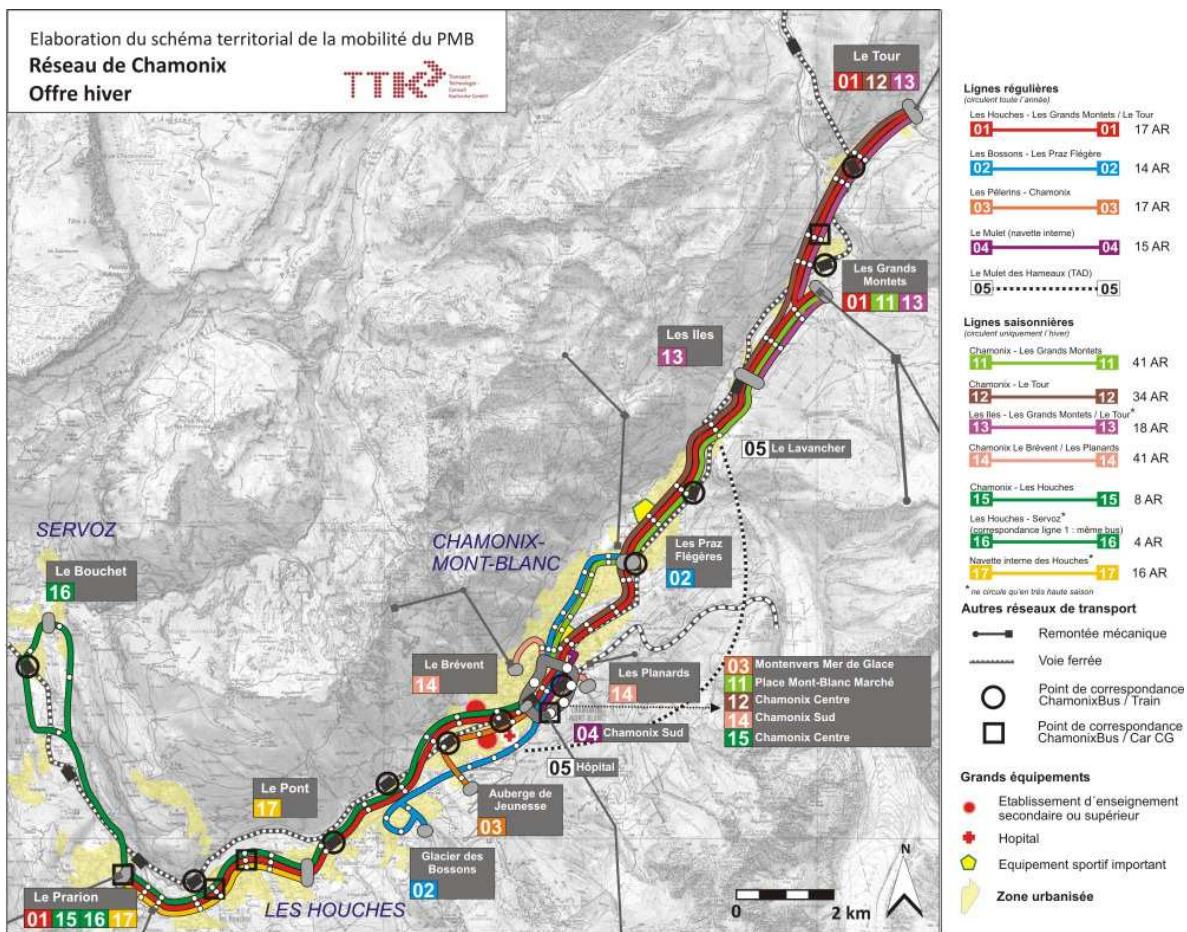 Elaboration du schéma territorial de la mobilité du PMB
Réseau de Chamonix
Offre hiver
TTK
Transport
Technologie-
Consult
Karlsruhe GmbH
Le Tour
01 12 13
Les Grands
Montets
01 11 13
Les Iles
13
05 Le Lavancher
SERVOZ
CHAMONIX-
MONT-BLANC
Les Praz
Flégères
02
Le Bouchet
16
Le Brévent
14
Les Planards
14
03 Montenvers Mer de Glace
11 Place Mont-Blanc Marché
12 Chamonix Centre
14 Chamonix Sud
15 Chamonix Centre
04 Chamonix Sud
05 Hôpital
Le Pont
17
Auberge de
Jeunesse
03
Glacier des
Bossons
02
Le Prarion
01 15 16 17
LES HOUCHES
N
0 2 km
Lignes régulières
(circulent toute l'année)
Les Houches - Les Grands Montets / Le Tour
01 01 17 AR
Les Bossons - Les Praz Flégère
02 02 14 AR
Les Pélerins - Chamonix
03 03 17 AR
Le Mulet (navette interne)
04 04 15 AR
Le Mulet des Hameaux (TAD)
05 05
Lignes saisonnières
(circulent uniquement l'hiver)
Chamonix - Les Grands Montets
11 11 41 AR
Chamonix - Le Tour
12 12 34 AR
Les Iles - Les Grands Montets / Le Tour*
13 13 18 AR
Chamonix Le Brévent / Les Planards
14 14 41 AR
Chamonix - Les Houches
15 15 8 AR
Les Houches - Servoz*
(correspondance ligne 1 : même bus)
16 16 4 AR
Navette interne des Houches*
17 17 16 AR
* ne circule qu'en très haute saison
Autres réseaux de transport
Remontée mécanique
Voie ferrée
Point de correspondance
ChamonixBus / Train
Point de correspondance
ChamonixBus / Car CG
Grands équipements
Etablissement d'enseignement
secondaire ou supérieur
Hopital
Equipement sportif important
Zone urbanisée